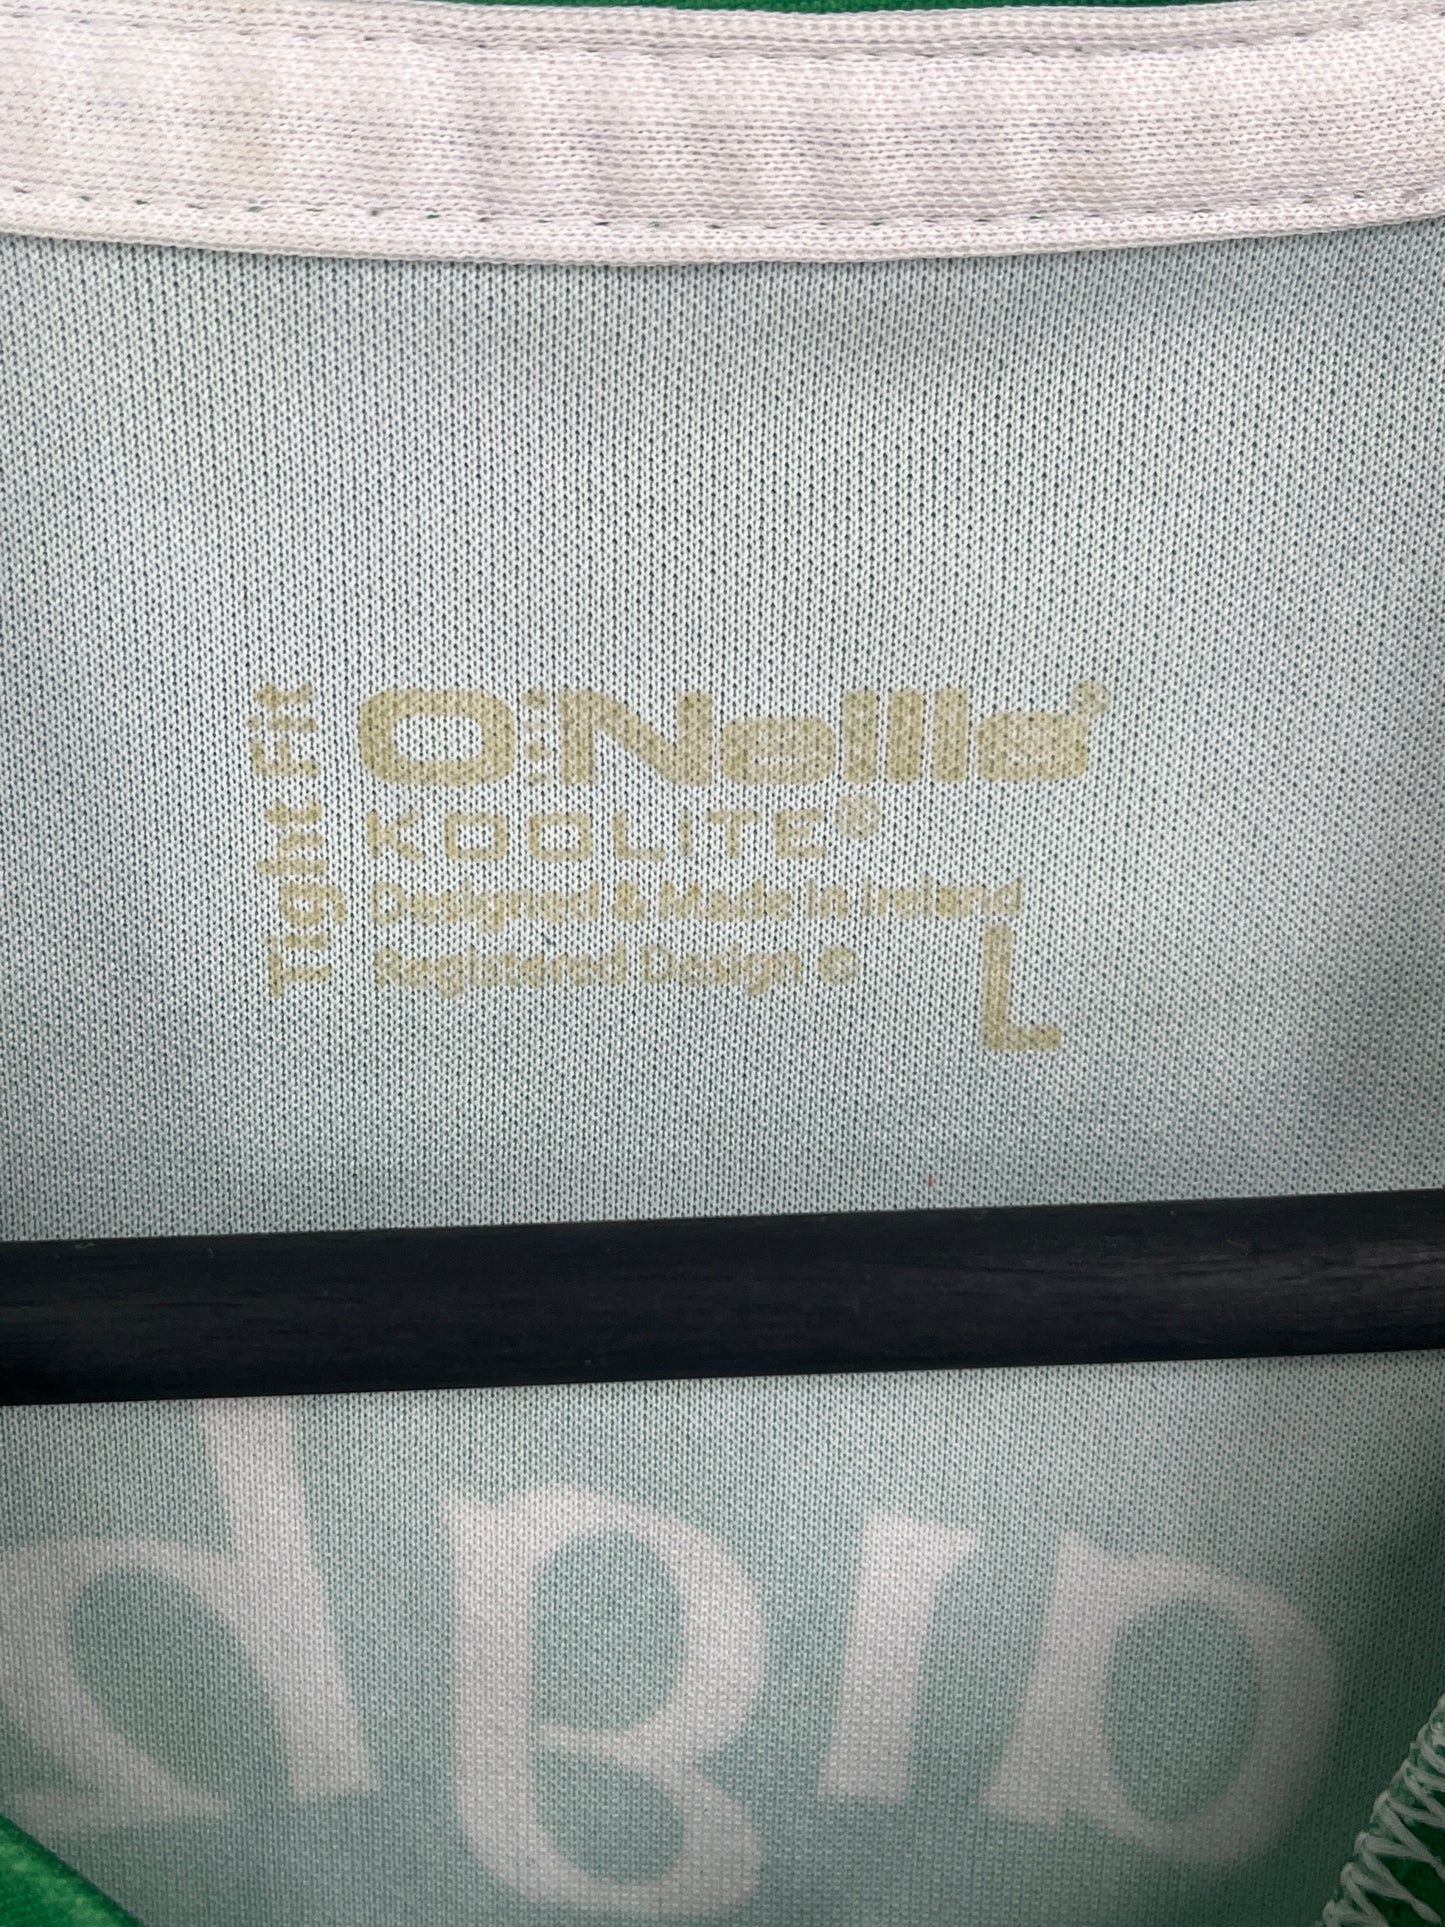 Tight Fit
O'Neills®
KOOLITE®
Designed & Made in Ireland
Registered Design ©
L